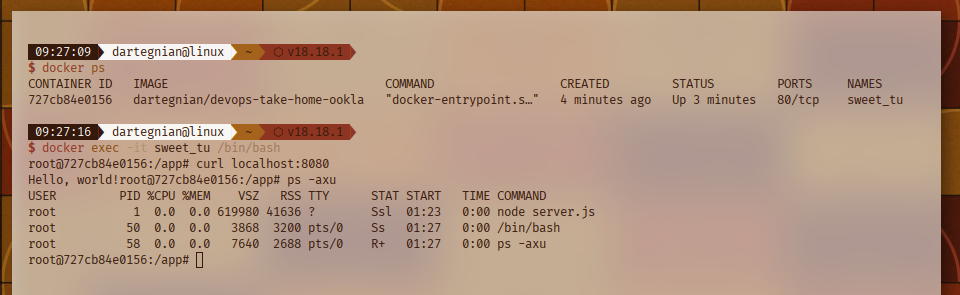 09:27:09 dartegnian@linux ~ ⬡ v18.18.1
$ docker ps
CONTAINER ID   IMAGE                               COMMAND                  CREATED         STATUS         PORTS     NAMES
727cb84e0156   dartegnian/devops-take-home-ookla   "docker-entrypoint.s…"   4 minutes ago   Up 3 minutes   80/tcp    sweet_tu
09:27:16 dartegnian@linux ~ ⬡ v18.18.1
$ docker exec -it sweet_tu /bin/bash
root@727cb84e0156:/app# curl localhost:8080
Hello, world!root@727cb84e0156:/app# ps -axu
USER         PID %CPU %MEM    VSZ   RSS TTY      STAT START   TIME COMMAND
root           1  0.0  0.0 619980 41636 ?        Ssl  01:23   0:00 node server.js
root          50  0.0  0.0   3868  3200 pts/0    Ss   01:27   0:00 /bin/bash
root          58  0.0  0.0   7640  2688 pts/0    R+   01:27   0:00 ps -axu
root@727cb84e0156:/app#